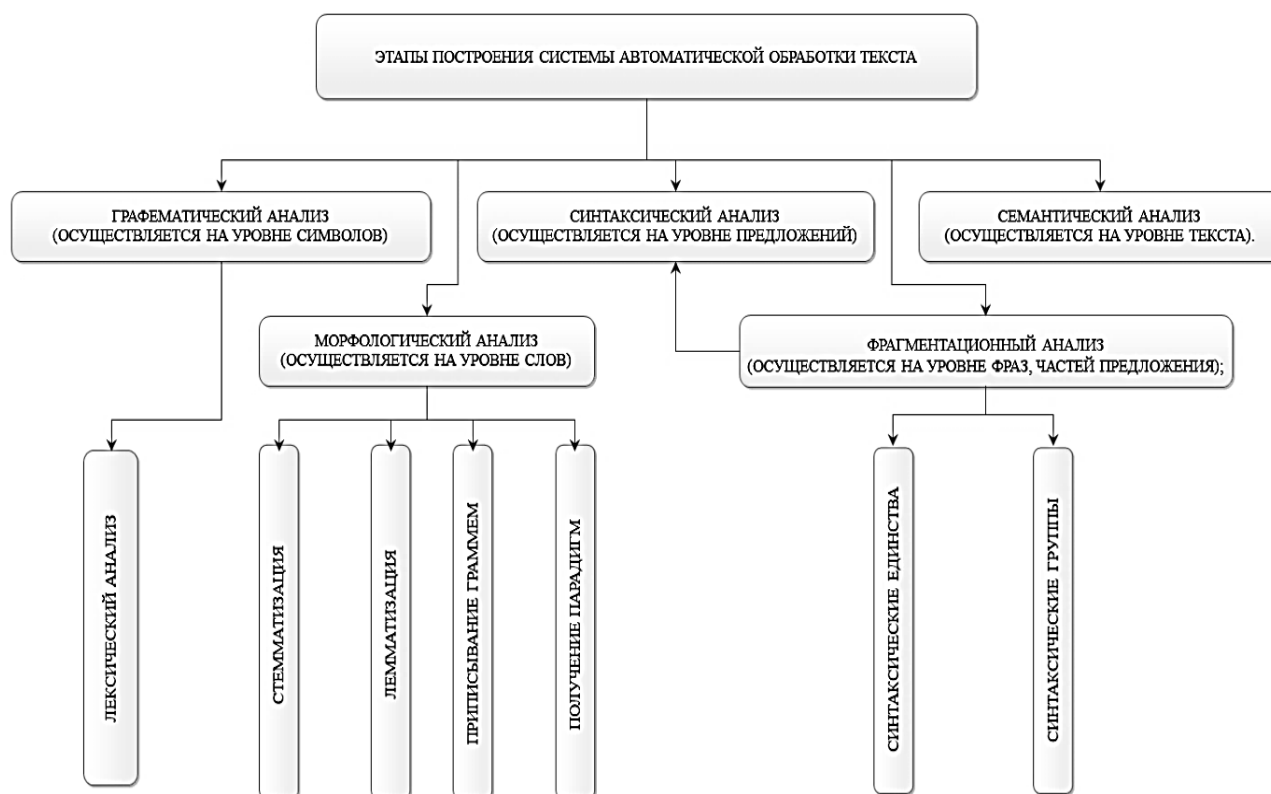 ЭТАПЫ ПОСТРОЕНИЯ СИСТЕМЫ АВТОМАТИЧЕСКОЙ ОБРАБОТКИ ТЕКСТА
ГРАФЕМАТИЧЕСКИЙ АНАЛИЗ
(ОСУЩЕСТВЛЯЕТСЯ НА УРОВНЕ СИМВОЛОВ)
СИНТАКСИЧЕСКИЙ АНАЛИЗ
(ОСУЩЕСТВЛЯЕТСЯ НА УРОВНЕ ПРЕДЛОЖЕНИЙ)
СЕМАНТИЧЕСКИЙ АНАЛИЗ
(ОСУЩЕСТВЛЯЕТСЯ НА УРОВНЕ ТЕКСТА).
МОРФОЛОГИЧЕСКИЙ АНАЛИЗ
(ОСУЩЕСТВЛЯЕТСЯ НА УРОВНЕ СЛОВ)
ФРАГМЕНТАЦИОННЫЙ АНАЛИЗ
(ОСУЩЕСТВЛЯЕТСЯ НА УРОВНЕ ФРАЗ, ЧАСТЕЙ ПРЕДЛОЖЕНИЯ);
ЛЕКСИЧЕСКИЙ АНАЛИЗ
СТЕММАТИЗАЦИЯ
ЛЕММАТИЗАЦИЯ
ПРИПИСЫВАНИЕ ГРАММЕМ
ПОЛУЧЕНИЕ ПАРАДИГМ
СИНТАКСИЧЕСКИЕ ЕДИНСТВА
СИНТАКСИЧЕСКИЕ ГРУППЫ